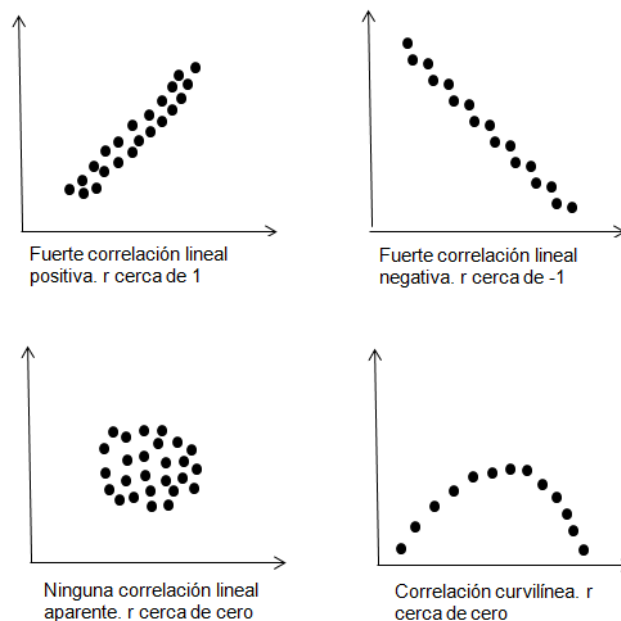 Fuerte correlación lineal
positiva. r cerca de 1
Fuerte correlación lineal
negativa. r cerca de -1
Ninguna correlación lineal
aparente. r cerca de cero
Correlación curvilínea. r
cerca de cero